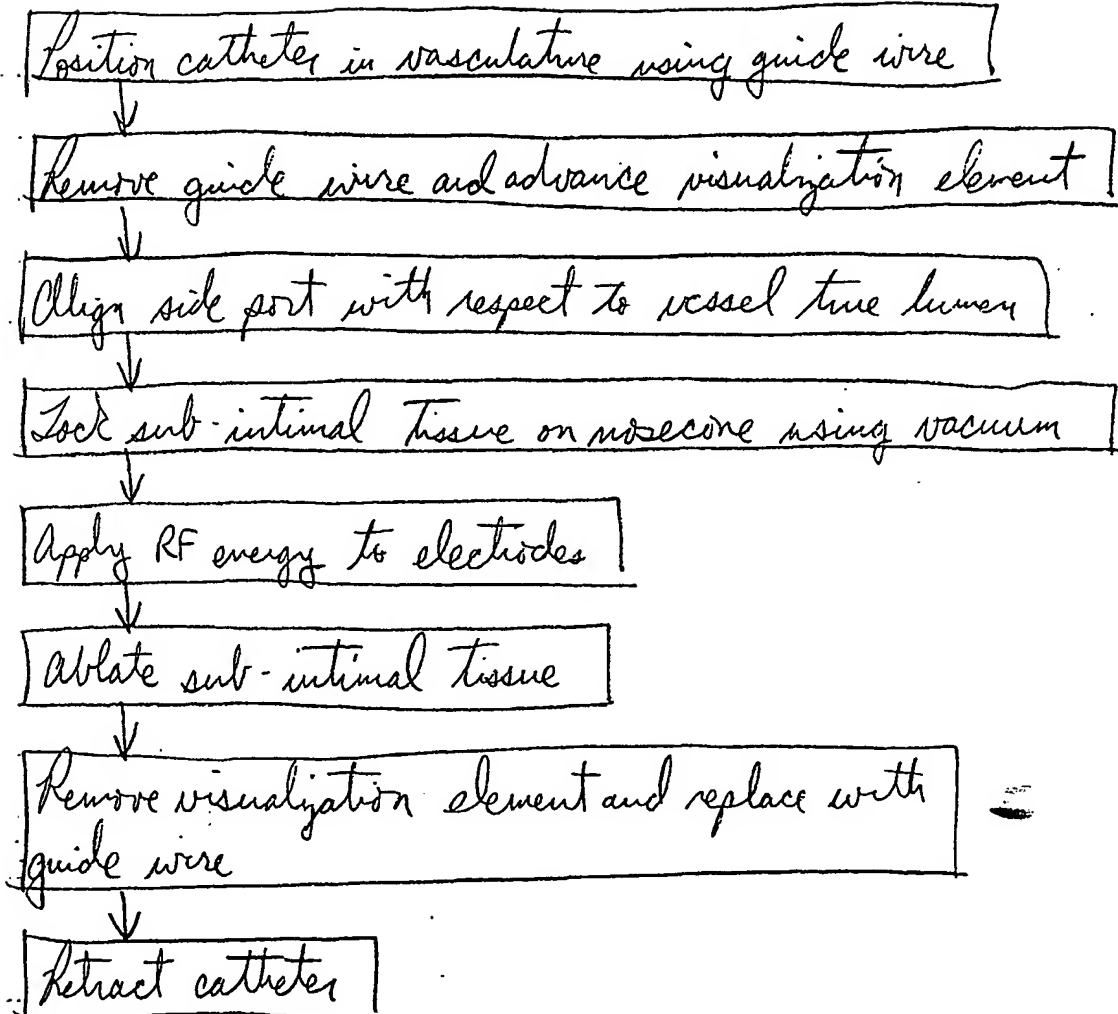 Position catheter in vasculature using guide wire
Remove guide wire and advance visualization element
Align side port with respect to vessel true lumen
Lock sub-intimal tissue on nosecone using vacuum
Apply RF energy to electrodes
Ablate sub-intimal tissue
Remove visualization element and replace with
guide wire
Retract catheter